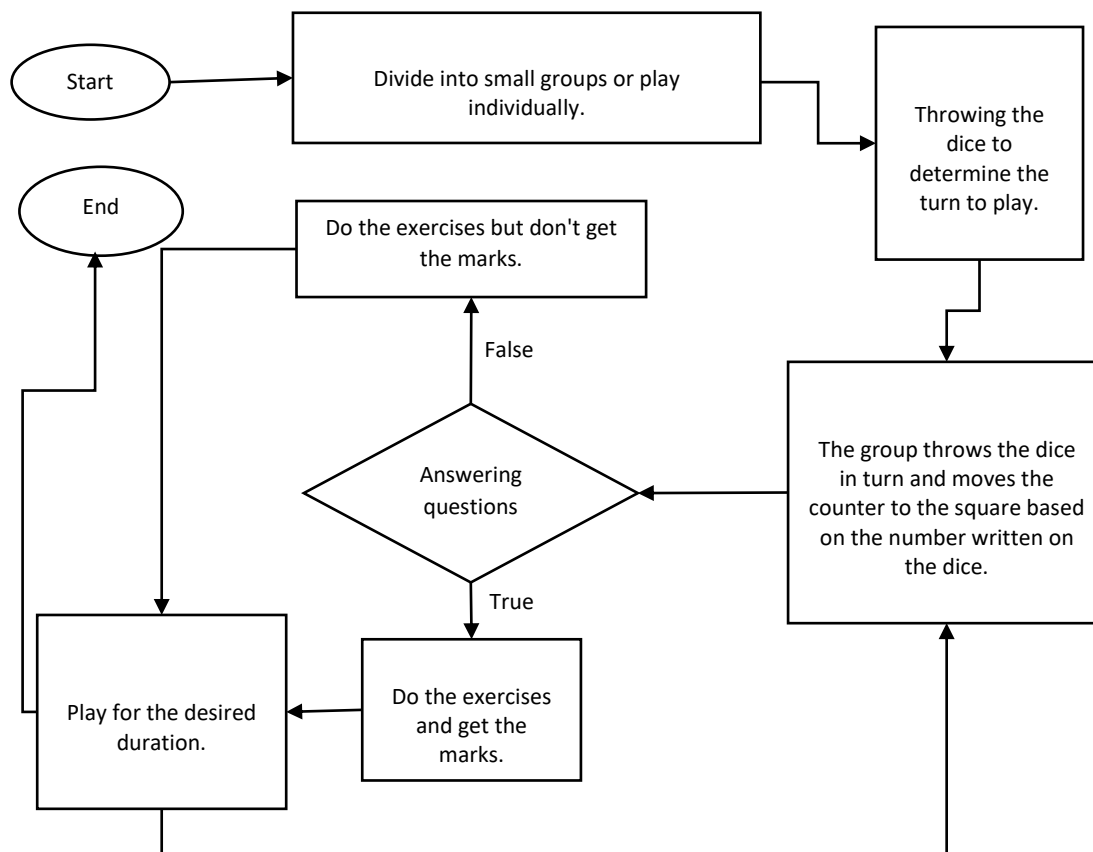 Start
Divide into small groups or play
individually.
Throwing the
dice to
determine the
turn to play.
End
Do the exercises but don't get
the marks.
False
The group throws the dice
in turn and moves the
counter to the square based
on the number written on
the dice.
Answering
questions
True
Do the exercises
and get the
marks.
Play for the desired
duration.